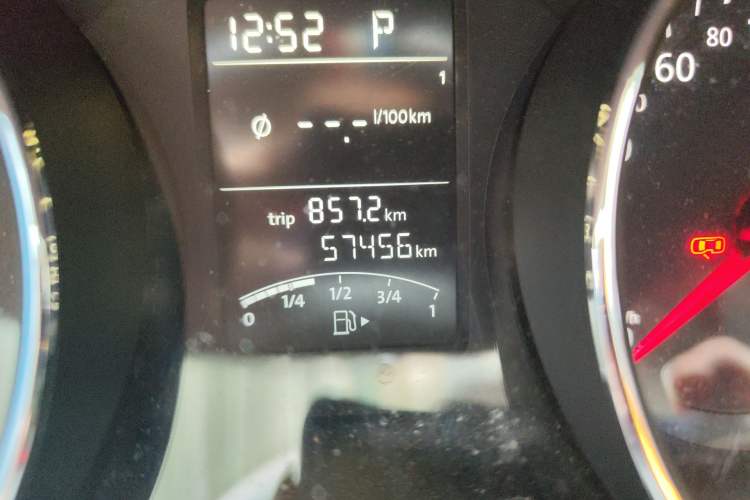 12:52 P
1
Ø --.- l/100km
trip 857.2 km
57456 km
0 1/4 1/2 3/4 1
60
80